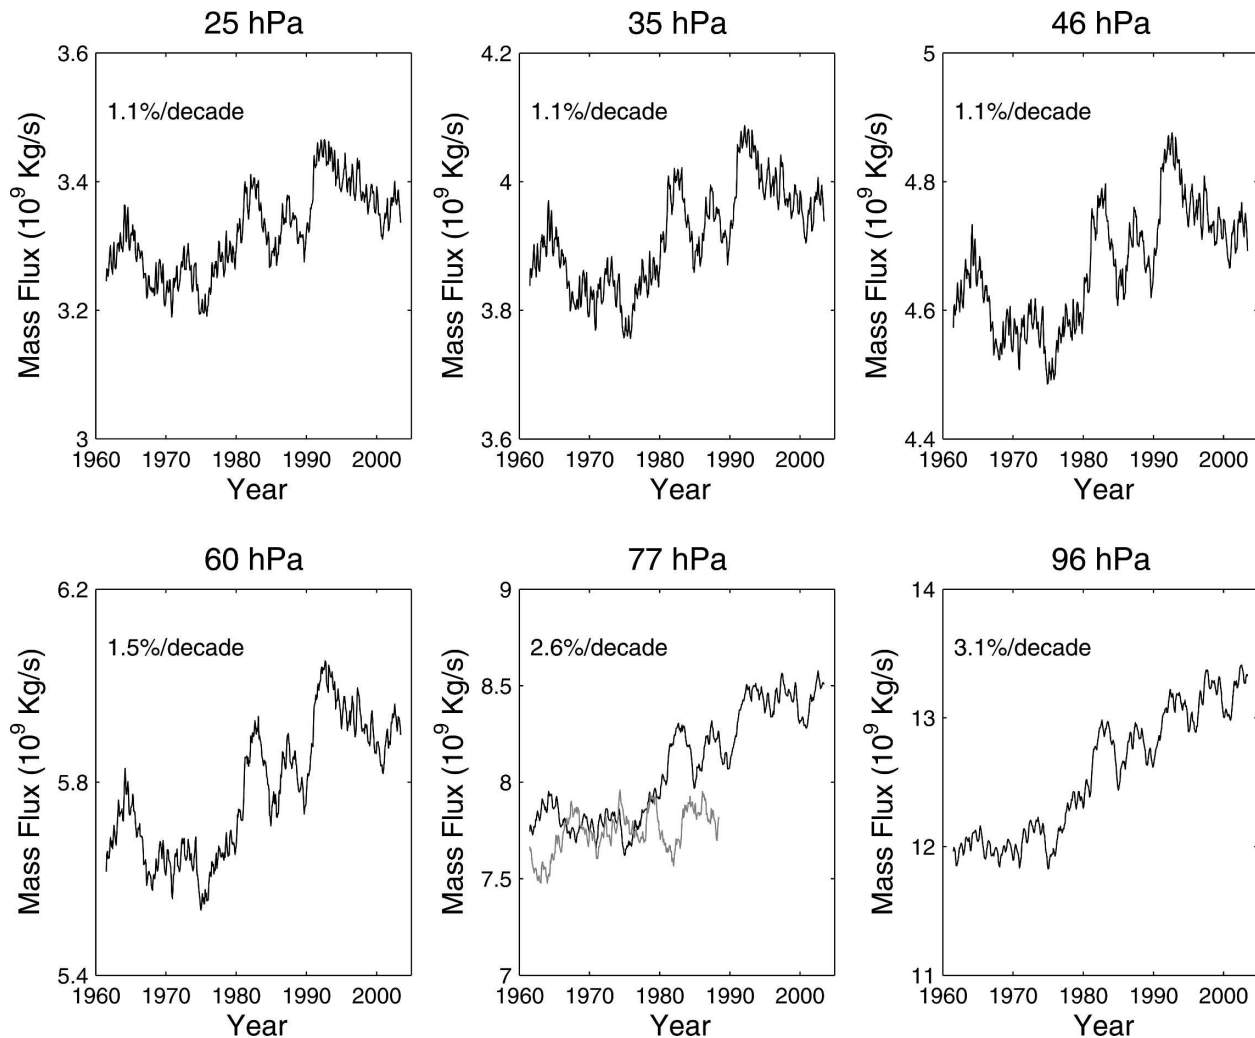 25 hPa
3.6
3.4
3.2
3
Mass Flux (10⁹ Kg/s)
1.1%/decade
1960 1970 1980 1990 2000
Year
35 hPa
4.2
4
3.8
3.6
Mass Flux (10⁹ Kg/s)
1.1%/decade
1960 1970 1980 1990 2000
Year
46 hPa
5
4.8
4.6
4.4
Mass Flux (10⁹ Kg/s)
1.1%/decade
1960 1970 1980 1990 2000
Year
60 hPa
6.2
5.8
5.4
Mass Flux (10⁹ Kg/s)
1.5%/decade
1960 1970 1980 1990 2000
Year
77 hPa
9
8.5
8
7.5
7
Mass Flux (10⁹ Kg/s)
2.6%/decade
1960 1970 1980 1990 2000
Year
96 hPa
14
13
12
11
Mass Flux (10⁹ Kg/s)
3.1%/decade
1960 1970 1980 1990 2000
Year